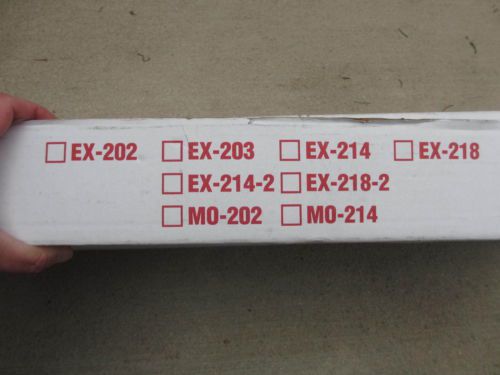 ☐ EX-202 ☐ EX-203 ☐ EX-214 ☐ EX-218
☐ EX-214-2 ☐ EX-218-2
☐ MO-202 ☐ MO-214